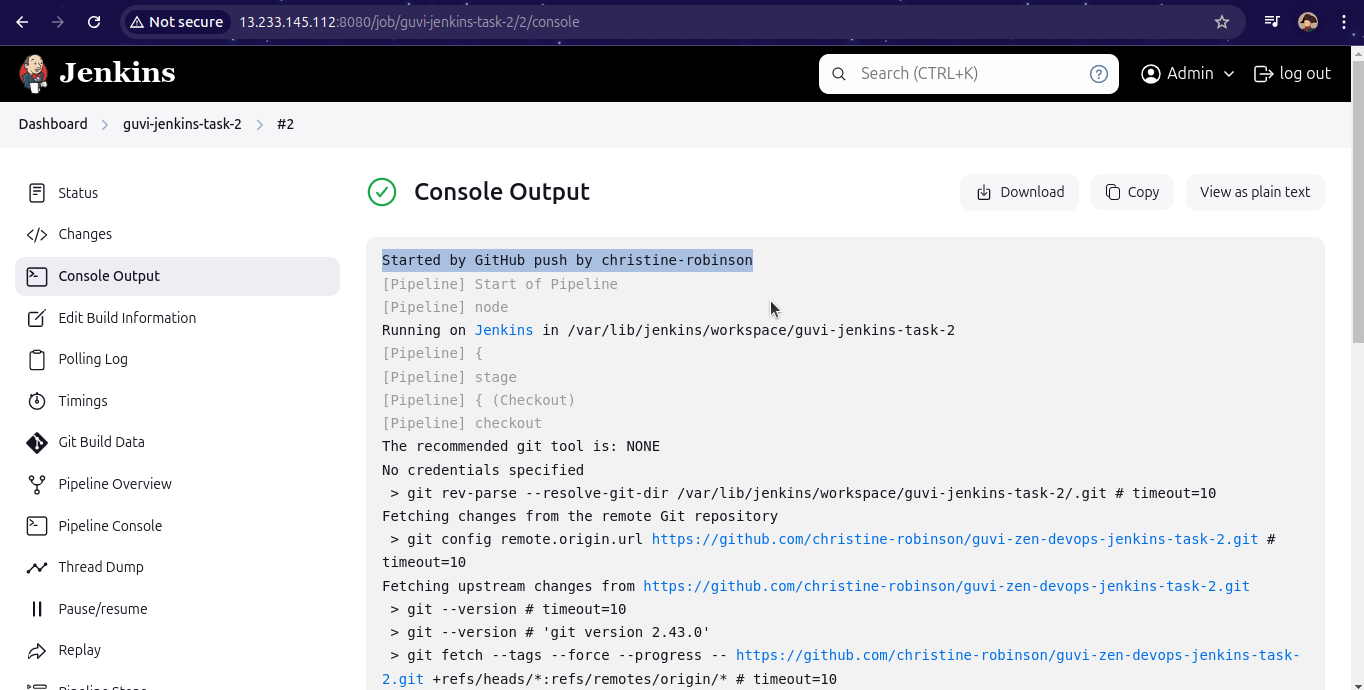 Not secure 13.233.145.112:8080/job/guvi-jenkins-task-2/2/console
Jenkins
Search (CTRL+K)
?
Admin
log out
Dashboard > guvi-jenkins-task-2 > #2
Status
Changes
Console Output
Edit Build Information
Polling Log
Timings
Git Build Data
Pipeline Overview
Pipeline Console
Thread Dump
Pause/resume
Replay
Console Output
Download
Copy
View as plain text
Started by GitHub push by christine-robinson
[Pipeline] Start of Pipeline
[Pipeline] node
Running on Jenkins in /var/lib/jenkins/workspace/guvi-jenkins-task-2
[Pipeline] {
[Pipeline] stage
[Pipeline] { (Checkout)
[Pipeline] checkout
The recommended git tool is: NONE
No credentials specified
> git rev-parse --resolve-git-dir /var/lib/jenkins/workspace/guvi-jenkins-task-2/.git # timeout=10
Fetching changes from the remote Git repository
> git config remote.origin.url https://github.com/christine-robinson/guvi-zen-devops-jenkins-task-2.git #
timeout=10
Fetching upstream changes from https://github.com/christine-robinson/guvi-zen-devops-jenkins-task-2.git
> git --version # timeout=10
> git --version # 'git version 2.43.0'
> git fetch --tags --force --progress -- https://github.com/christine-robinson/guvi-zen-devops-jenkins-task-
2.git +refs/heads/*:refs/remotes/origin/* # timeout=10